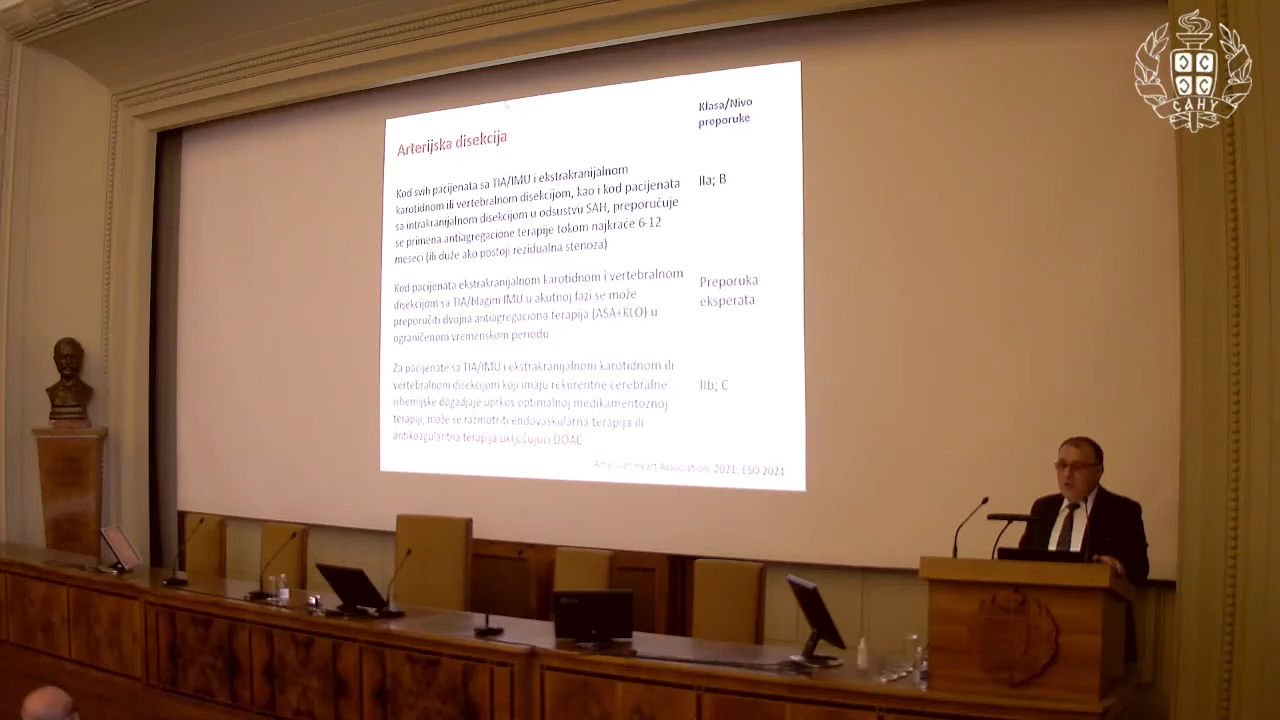 САНУ
Klasa/Nivo
preporuke
Arterijska disekcija
Kod svih pacijenata sa TIA/IMU i ekstrakranijalnom
karotidnom ili vertebralnom disekcijom, kao i kod pacijenata
sa intrakranijalnom disekcijom u odsustvu SAH, preporučuje
se primena antiagregacione terapije tokom najkraće 6-12
meseci (ili duže ako postoji rezidualna stenoza)
IIa; B
Kod pacijenata ekstrakranijalnom karotidnom i vertebralnom
disekcijom sa TIA/blagim IMU u akutnoj fazi se može
preporučiti dvojna antiagregaciona terapija (ASA+KLO) u
ograničenom vremenskom periodu
Preporuka
eksperata
Za pacijenate sa TIA/IMU i ekstrakranijalnom karotidnom ili
vertebralnom disekcijom koji imaju rekurentne cerebralne
ishemijske dogadjaje uprkos optimalnoj medikamentoznoj
terapiji, može se razmotriti endovaskularna terapija ili
antikoagulantna terapija uključujući DOAC
IIb; C
American Heart Association, 2021; ESO 2021